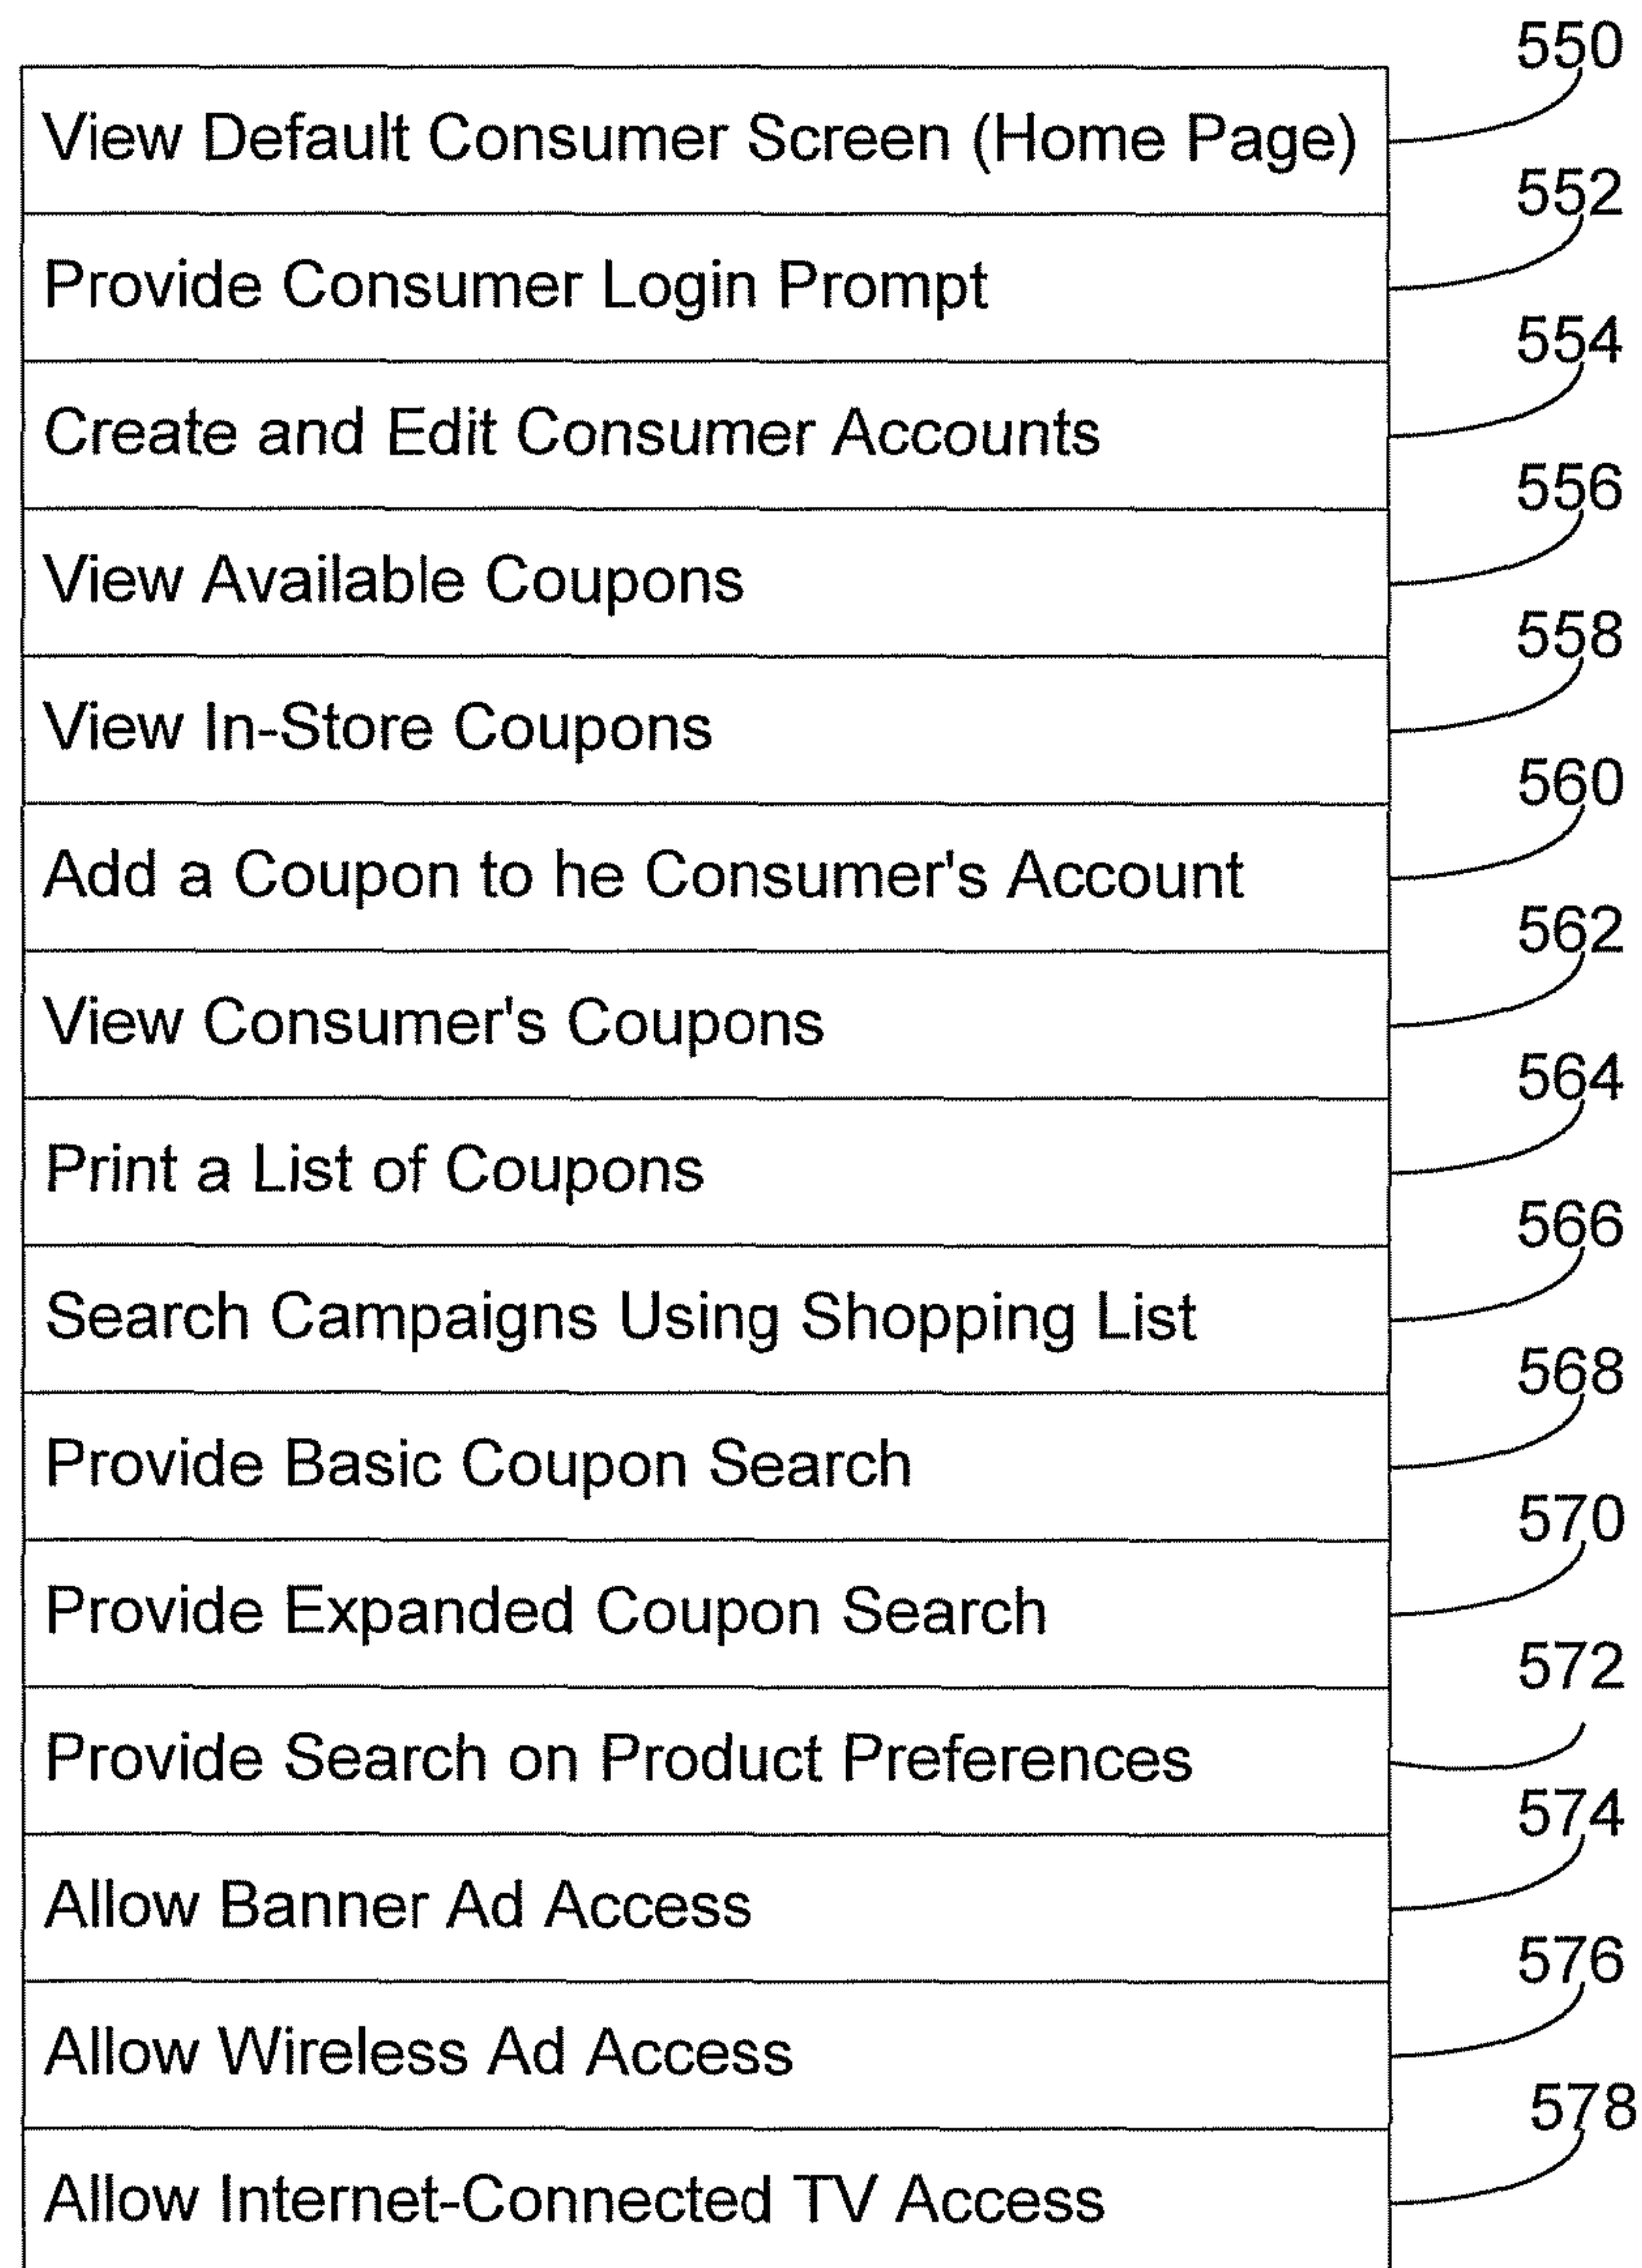 550
View Default Consumer Screen (Home Page)
552
Provide Consumer Login Prompt
554
Create and Edit Consumer Accounts
556
View Available Coupons
558
View In-Store Coupons
560
Add a Coupon to he Consumer's Account
562
View Consumer's Coupons
564
Print a List of Coupons
566
Search Campaigns Using Shopping List
568
Provide Basic Coupon Search
570
Provide Expanded Coupon Search
572
Provide Search on Product Preferences
574
Allow Banner Ad Access
576
Allow Wireless Ad Access
578
Allow Internet-Connected TV Access